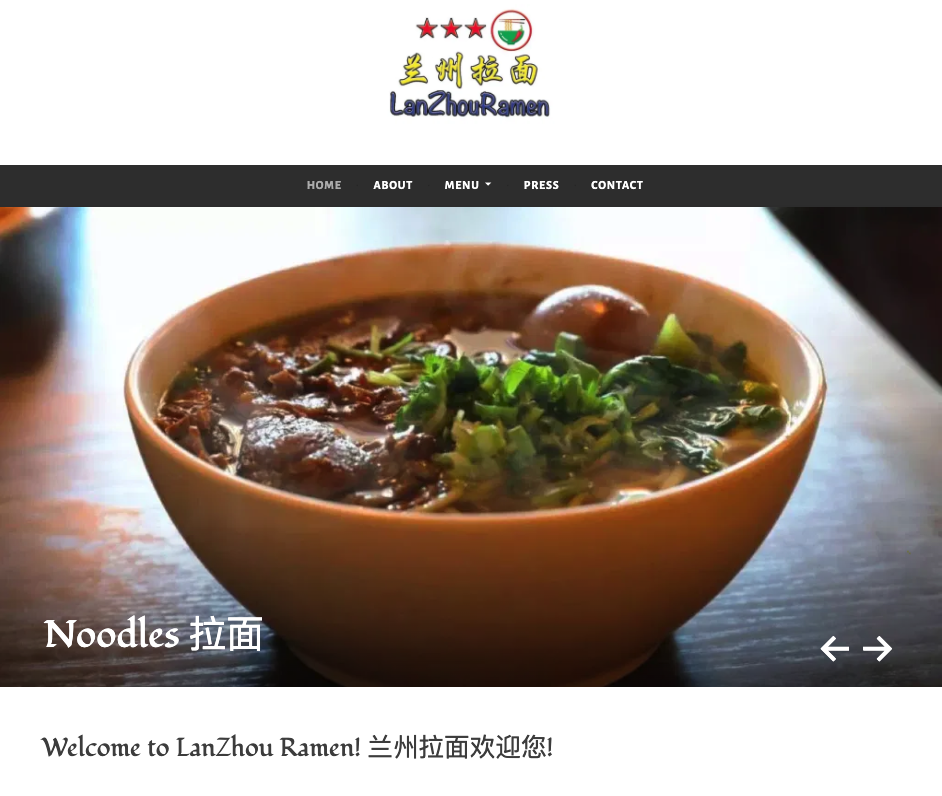 兰州拉面
LanZhouRamen
HOME ABOUT MENU PRESS CONTACT
Noodles 拉面
Welcome to LanZhou Ramen! 兰州拉面欢迎您!